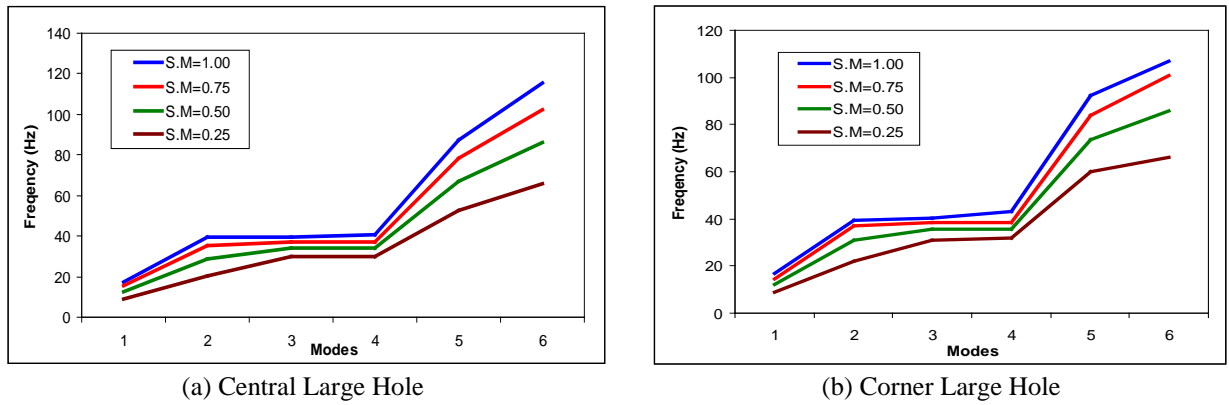 140
120
100
80
60
40
20
0
Freqency (Hz)
S.M=1.00
S.M=0.75
S.M=0.50
S.M=0.25
1 2 3 4 5 6
Modes
(a) Central Large Hole
120
100
80
60
40
20
0
Freqency (Hz)
S.M=1.00
S.M=0.75
S.M=0.50
S.M=0.25
1 2 3 4 5 6
Modes
(b) Corner Large Hole